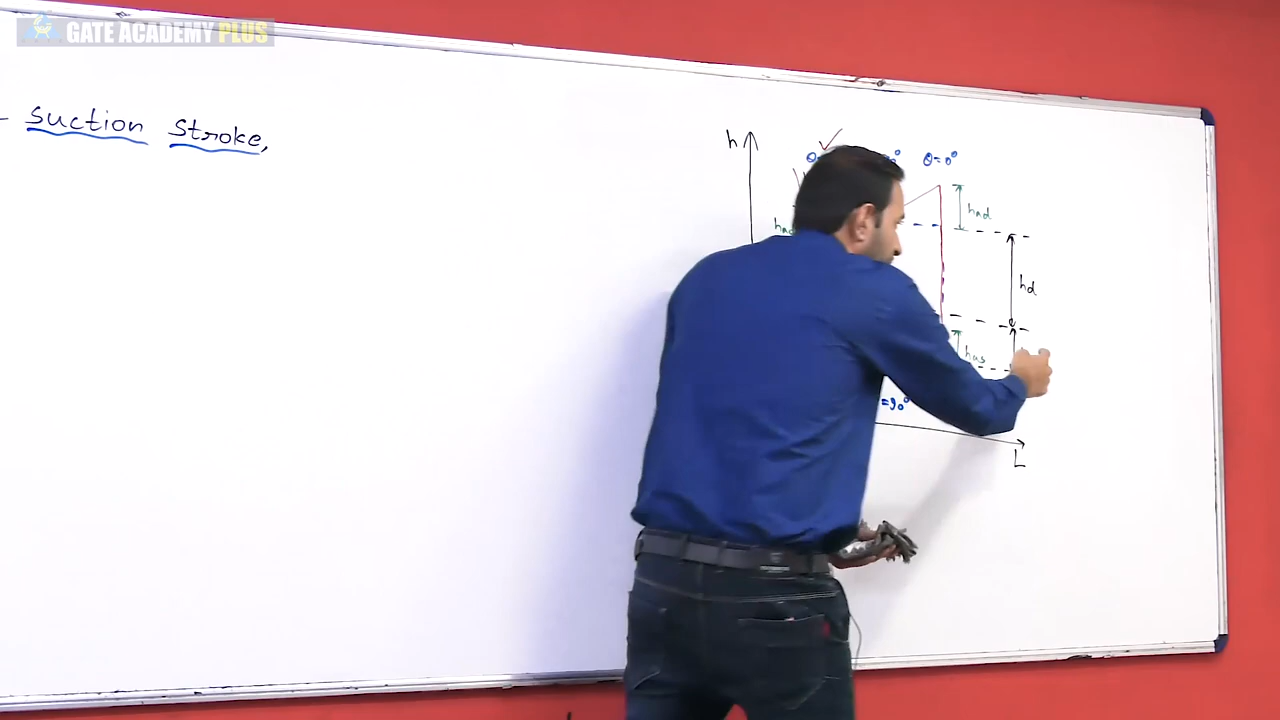 GATE ACADEMY PLUS
- Suction Stroke,
h
θ=0°
had
hd
has
=90°
L